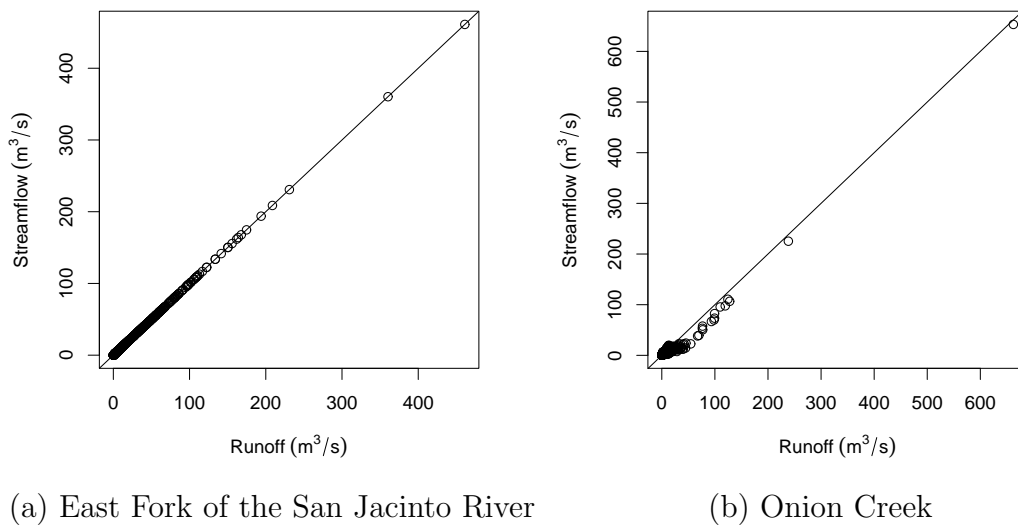 400
300
200
100
0
Streamflow (m³/s)
0 100 200 300 400
Runoff (m³/s)
(a) East Fork of the San Jacinto River
600
500
400
300
200
100
0
Streamflow (m³/s)
0 100 200 300 400 500 600
Runoff (m³/s)
(b) Onion Creek